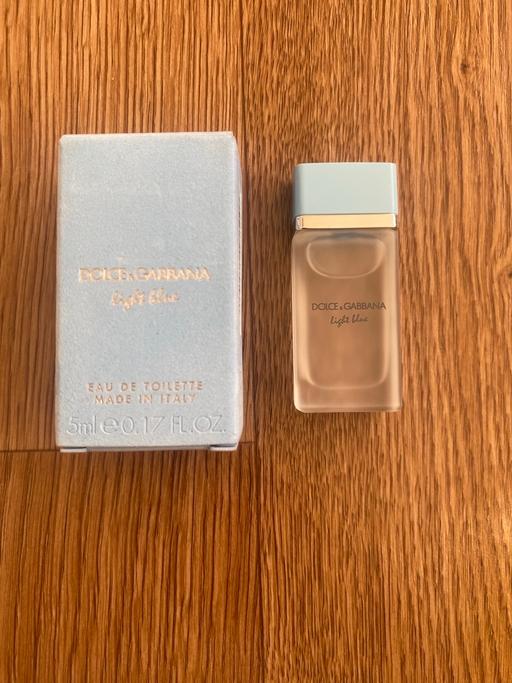 DOLCE & GABBANA
light blue
EAU DE TOILETTE
MADE IN ITALY
5ml e 0.17 FL.OZ.
DOLCE & GABBANA
light blue